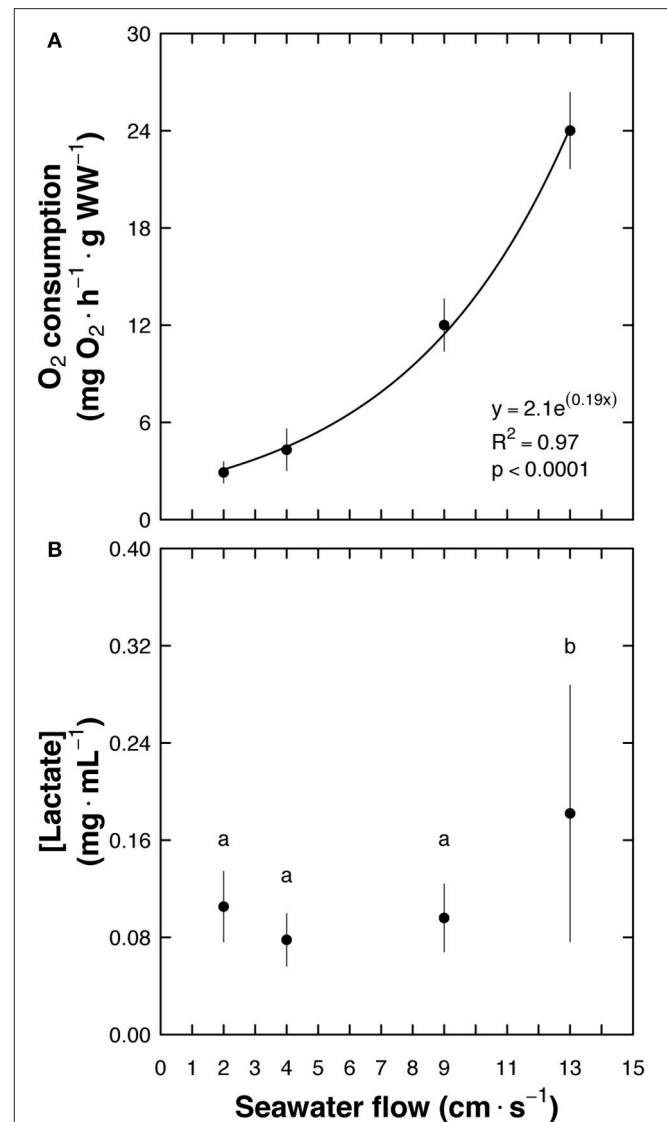 A
30
24
18
12
6
0
O₂ consumption
(mg O₂ · h⁻¹ · g WW⁻¹)
y = 2.1e^(0.19x)
R² = 0.97
p < 0.0001
B
0.40
0.32
0.24
0.16
0.08
0.00
[Lactate]
(mg · mL⁻¹)
a
a
a
b
0 1 2 3 4 5 6 7 8 9 11 13 15
Seawater flow (cm · s⁻¹)